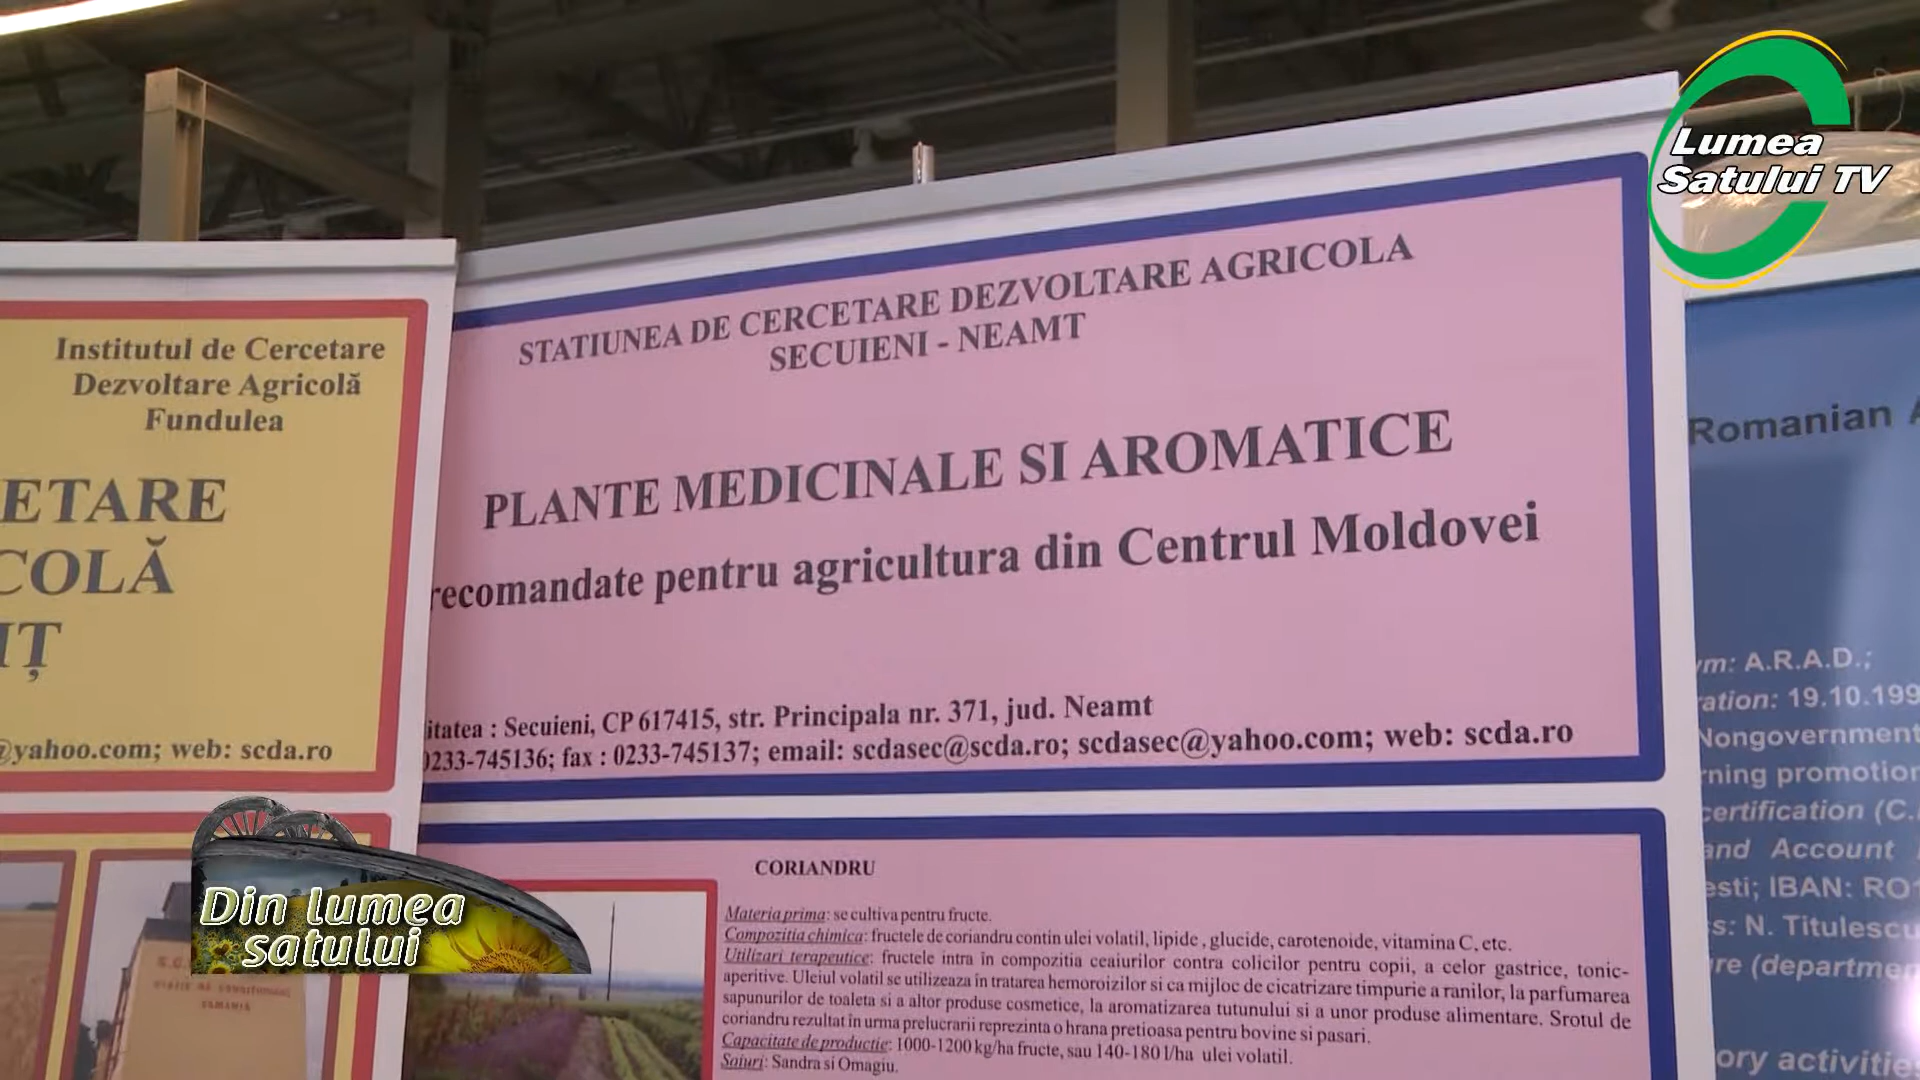 Lumea
Satului TV
Institutul de Cercetare
Dezvoltare Agricolă
Fundulea
ETARE
COLĂ
IȚ
@yahoo.com; web: scda.ro
STATIUNEA DE CERCETARE DEZVOLTARE AGRICOLA
SECUIENI - NEAMT
PLANTE MEDICINALE SI AROMATICE
recomandate pentru agricultura din Centrul Moldovei
itatea : Secuieni, CP 617415, str. Principala nr. 371, jud. Neamt
0233-745136; fax : 0233-745137; email: scdasec@scda.ro; scdasec@yahoo.com; web: scda.ro
CORIANDRU
Materia prima: se cultiva pentru fructe.
Compozitia chimica: fructele de coriandru contin ulei volatil, lipide , glucide, carotenoide, vitamina C, etc.
Utilizari terapeutice: fructele intra în compozitia ceaiurilor contra colicilor pentru copii, a celor gastrice, tonic-
aperitive. Uleiul volatil se utilizeaza în tratarea hemoroizilor si ca mijloc de cicatrizare timpurie a ranilor, la parfumarea
sapunurilor de toaleta si a altor produse cosmetice, la aromatizarea tutunului si a unor produse alimentare. Srotul de
coriandru rezultat în urma prelucrarii reprezinta o hrana pretioasa pentru bovine si pasari.
Capacitate de productie: 1000-1200 kg/ha fructe, sau 140-180 l/ha ulei volatil.
Soiuri: Sandra si Omagiu.
Romanian A
ym: A.R.A.D.;
ration: 19.10.199
Nongovernment
rning promotion
certification (C.
and Account
esti; IBAN: RO
s: N. Titulescu
ire (departme
ory activitie
Din lumea
satului